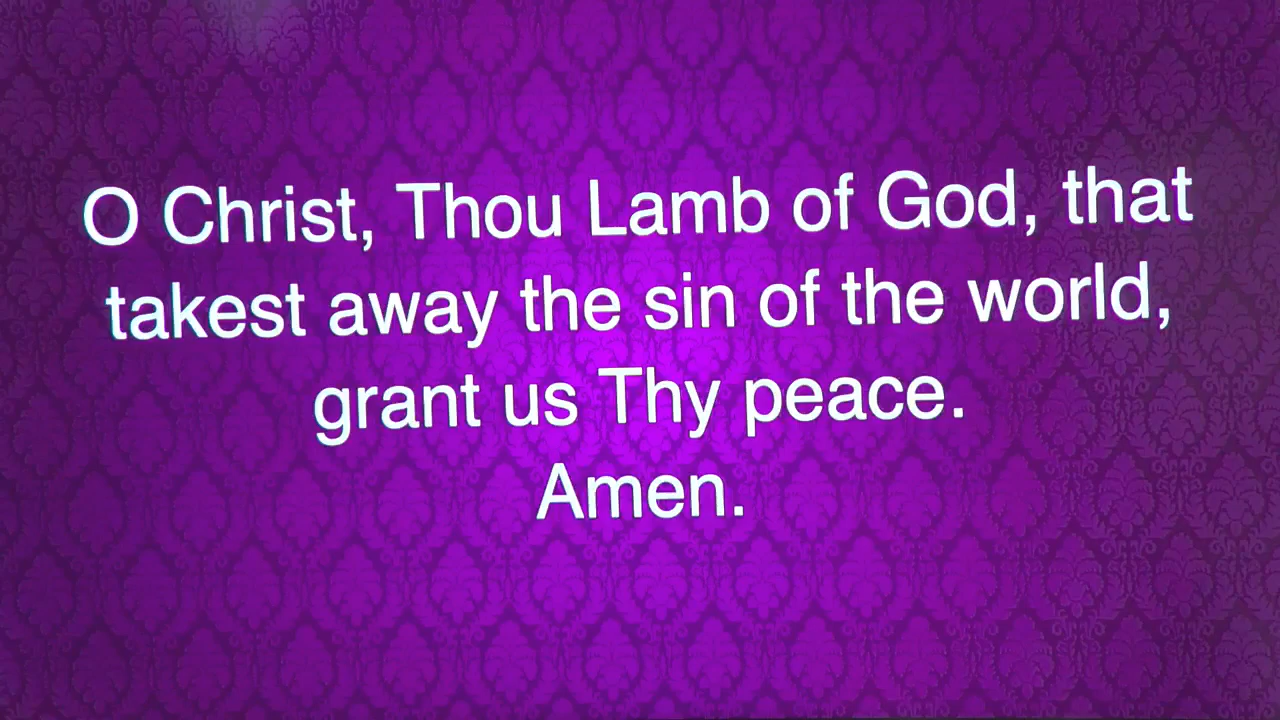 O Christ, Thou Lamb of God, that
takest away the sin of the world,
grant us Thy peace.
Amen.